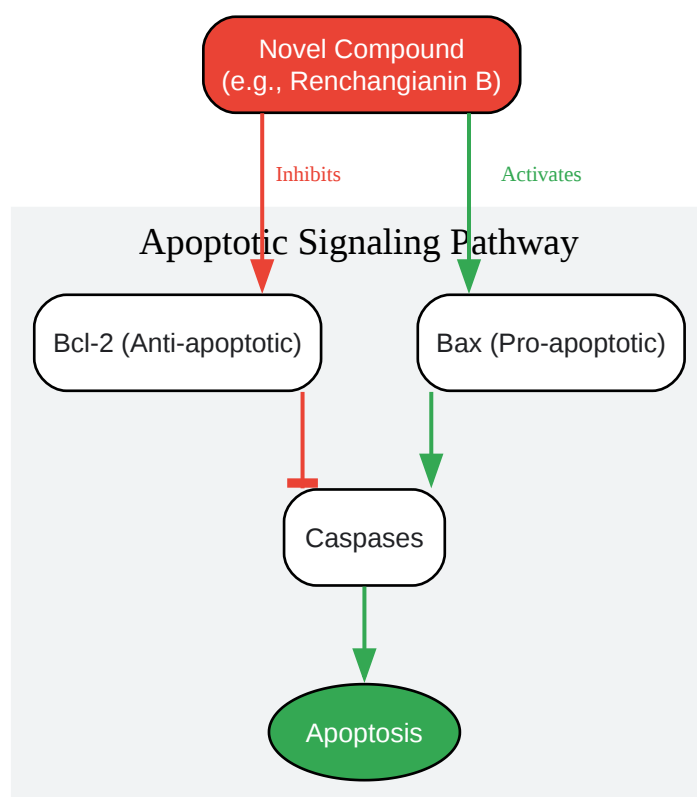 Novel Compound
(e.g., Renchangianin B)
Inhibits
Activates
Apoptotic Signaling Pathway
Bcl-2 (Anti-apoptotic)
Bax (Pro-apoptotic)
Caspases
Apoptosis